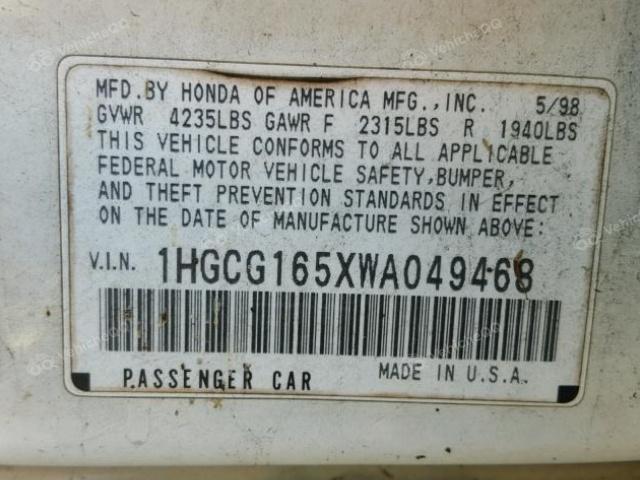 MFD.BY HONDA OF AMERICA MFG.,INC. 5/98
GVWR 4235LBS GAWR F 2315LBS R 1940LBS
THIS VEHICLE CONFORMS TO ALL APPLICABLE
FEDERAL MOTOR VEHICLE SAFETY,BUMPER,
AND THEFT PREVENTION STANDARDS IN EFFECT
ON THE DATE OF MANUFACTURE SHOWN ABOVE:
V.I.N. 1HGCG165XWA049468
PASSENGER CAR MADE IN U.S.A.